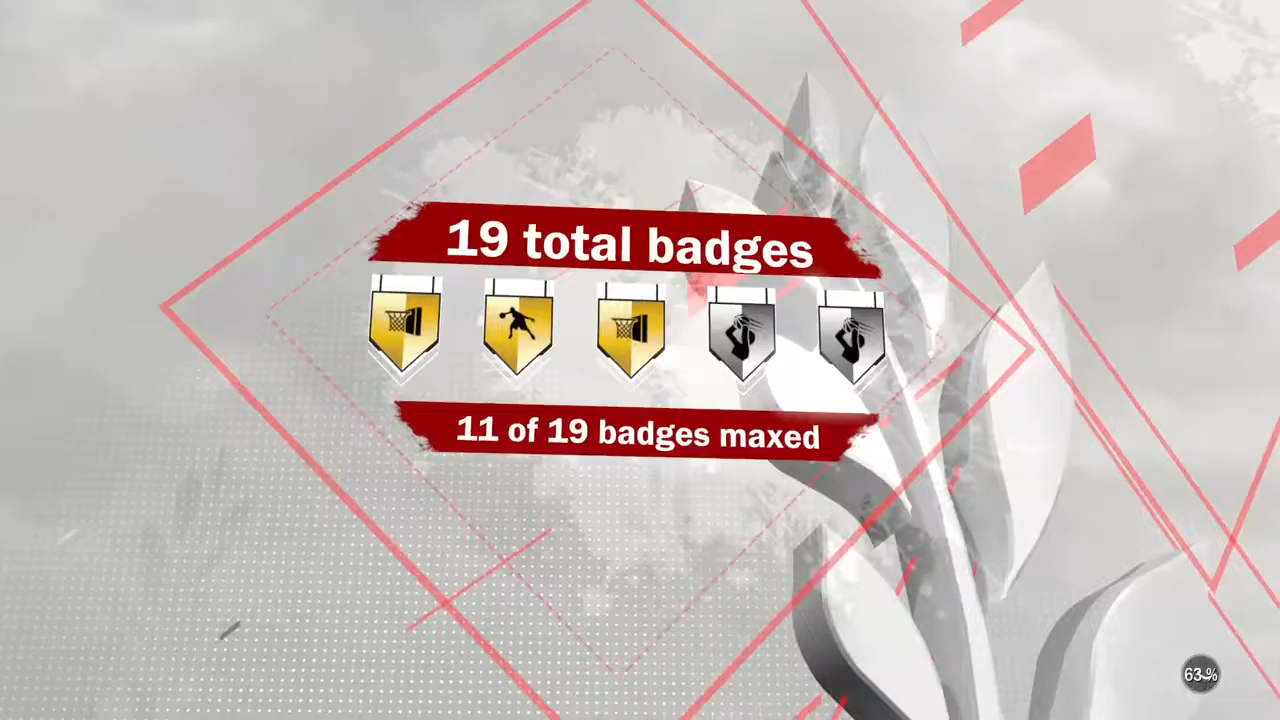 19 total badges
11 of 19 badges maxed
63%